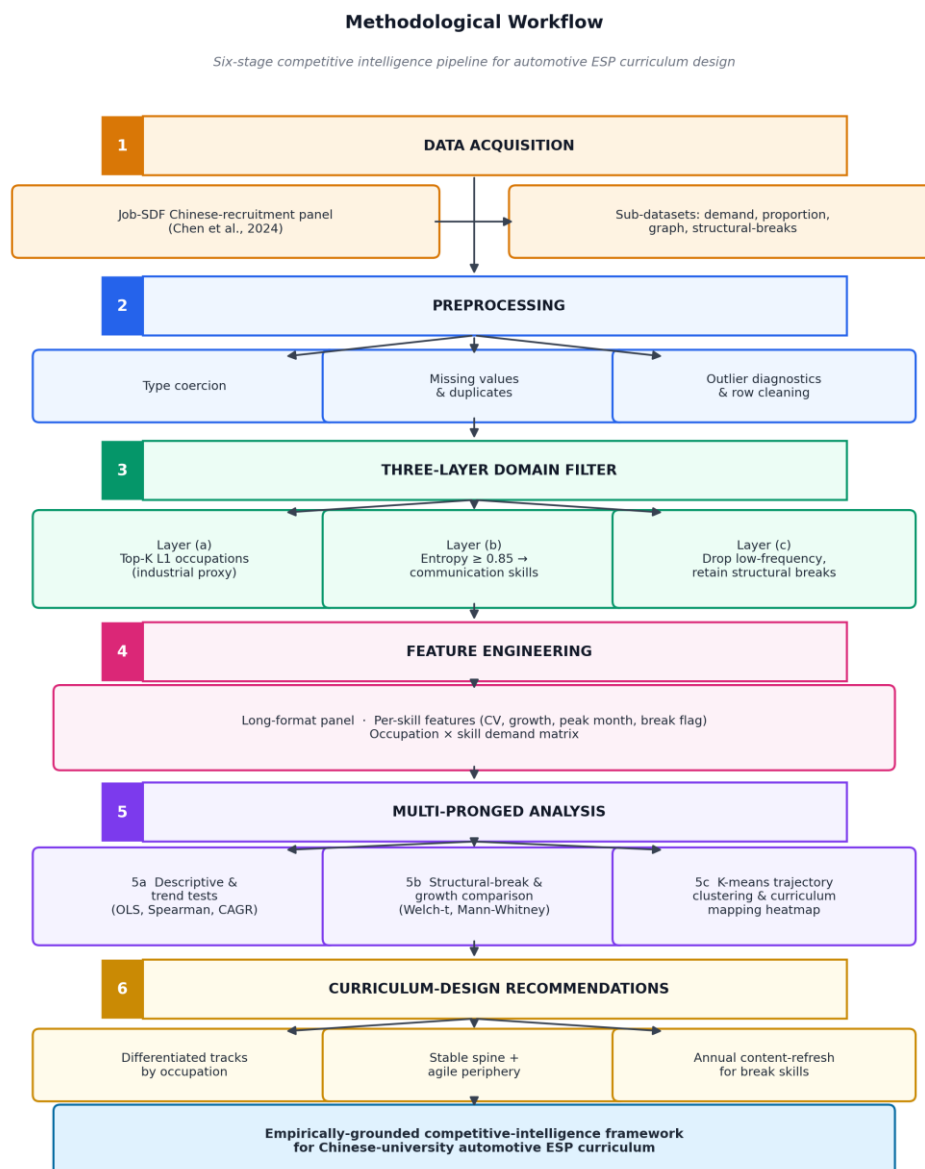 Methodological Workflow
Six-stage competitive intelligence pipeline for automotive ESP curriculum design
1
DATA ACQUISITION
Job-SDF Chinese-recruitment panel
(Chen et al., 2024)
Sub-datasets: demand, proportion,
graph, structural-breaks
2
PREPROCESSING
Type coercion
Missing values
& duplicates
Outlier diagnostics
& row cleaning
3
THREE-LAYER DOMAIN FILTER
Layer (a)
Top-K L1 occupations
(industrial proxy)
Layer (b)
Entropy ≥ 0.85 →
communication skills
Layer (c)
Drop low-frequency,
retain structural breaks
4
FEATURE ENGINEERING
Long-format panel · Per-skill features (CV, growth, peak month, break flag)
Occupation × skill demand matrix
5
MULTI-PRONGED ANALYSIS
5a Descriptive &
trend tests
(OLS, Spearman, CAGR)
5b Structural-break &
growth comparison
(Welch-t, Mann-Whitney)
5c K-means trajectory
clustering & curriculum
mapping heatmap
6
CURRICULUM-DESIGN RECOMMENDATIONS
Differentiated tracks
by occupation
Stable spine +
agile periphery
Annual content-refresh
for break skills
Empirically-grounded competitive-intelligence framework
for Chinese-university automotive ESP curriculum